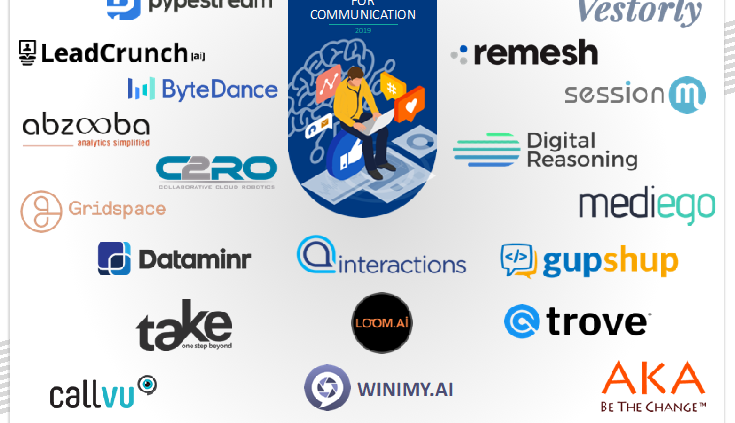 pypestream
FOR
COMMUNICATION
2019
Vestorly
LeadCrunch [ai]
remesh
ByteDance
session m
abzooba
analytics simplified
Digital
Reasoning
C2RO
COLLABORATIVE CLOUD ROBOTICS
Gridspace
mediego
Dataminr
interactions
</> gupshup
take
one step beyond
LOOM.Ai
trove
callvu
WINIMY.AI
AKA
BE THE CHANGE™